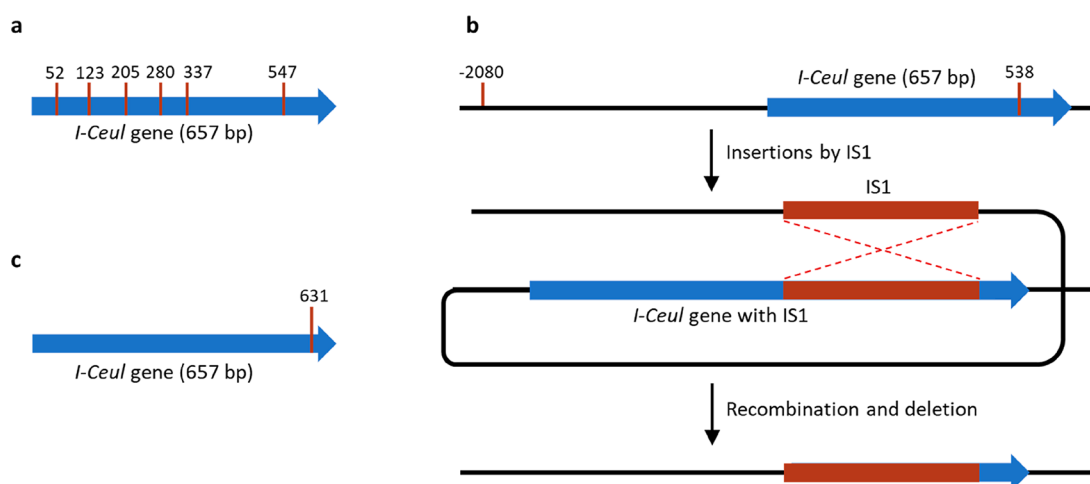 a
52 123 205 280 337 547
I-CeuI gene (657 bp)
b
-2080
I-CeuI gene (657 bp)
538
Insertions by IS1
IS1
I-CeuI gene with IS1
Recombination and deletion
c
631
I-CeuI gene (657 bp)